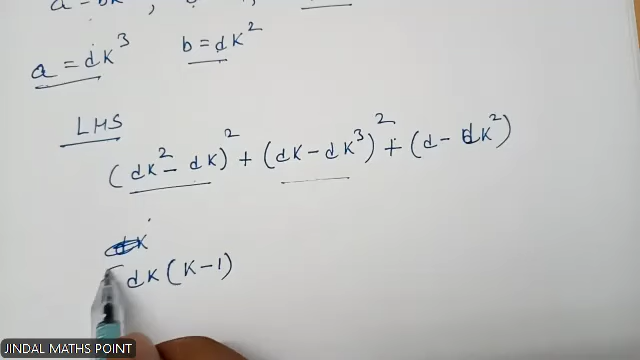 a = dk³ b = dk²
LHS
(dk² - dk)² + (dk - dk³)² + (d - dk²)
dk (k - 1)
JINDAL MATHS POINT